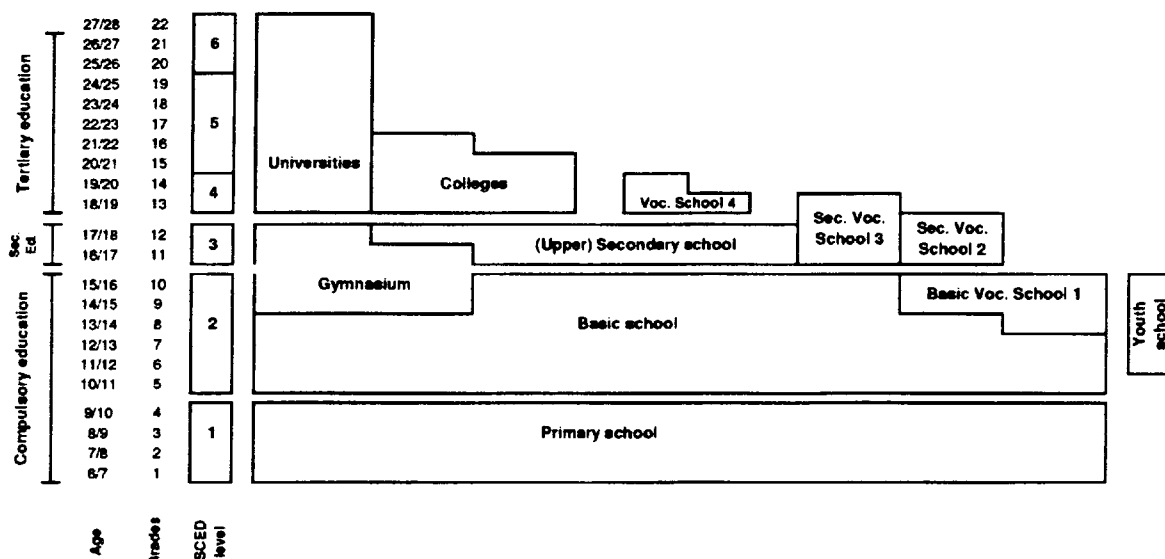 27/28 22
26/27 21 6
25/26 20
24/25 19
23/24 18
22/23 17 5
21/22 16
20/21 15 Universities
19/20 14 4 Colleges
18/19 13 Voc. School 4
Tertiary education
17/18 12 3 (Upper) Secondary school
16/17 11
Sec. Voc.
School 3
Sec. Voc.
School 2
Sec.
Ed.
15/16 10 Gymnasium Basic Voc. School 1
14/15 9
13/14 8 2 Basic school
12/13 7
11/12 6
10/11 5
Youth
school
9/10 4
8/9 3 1 Primary school
7/8 2
6/7 1
Compulsory education
Age
rades
SCED
level